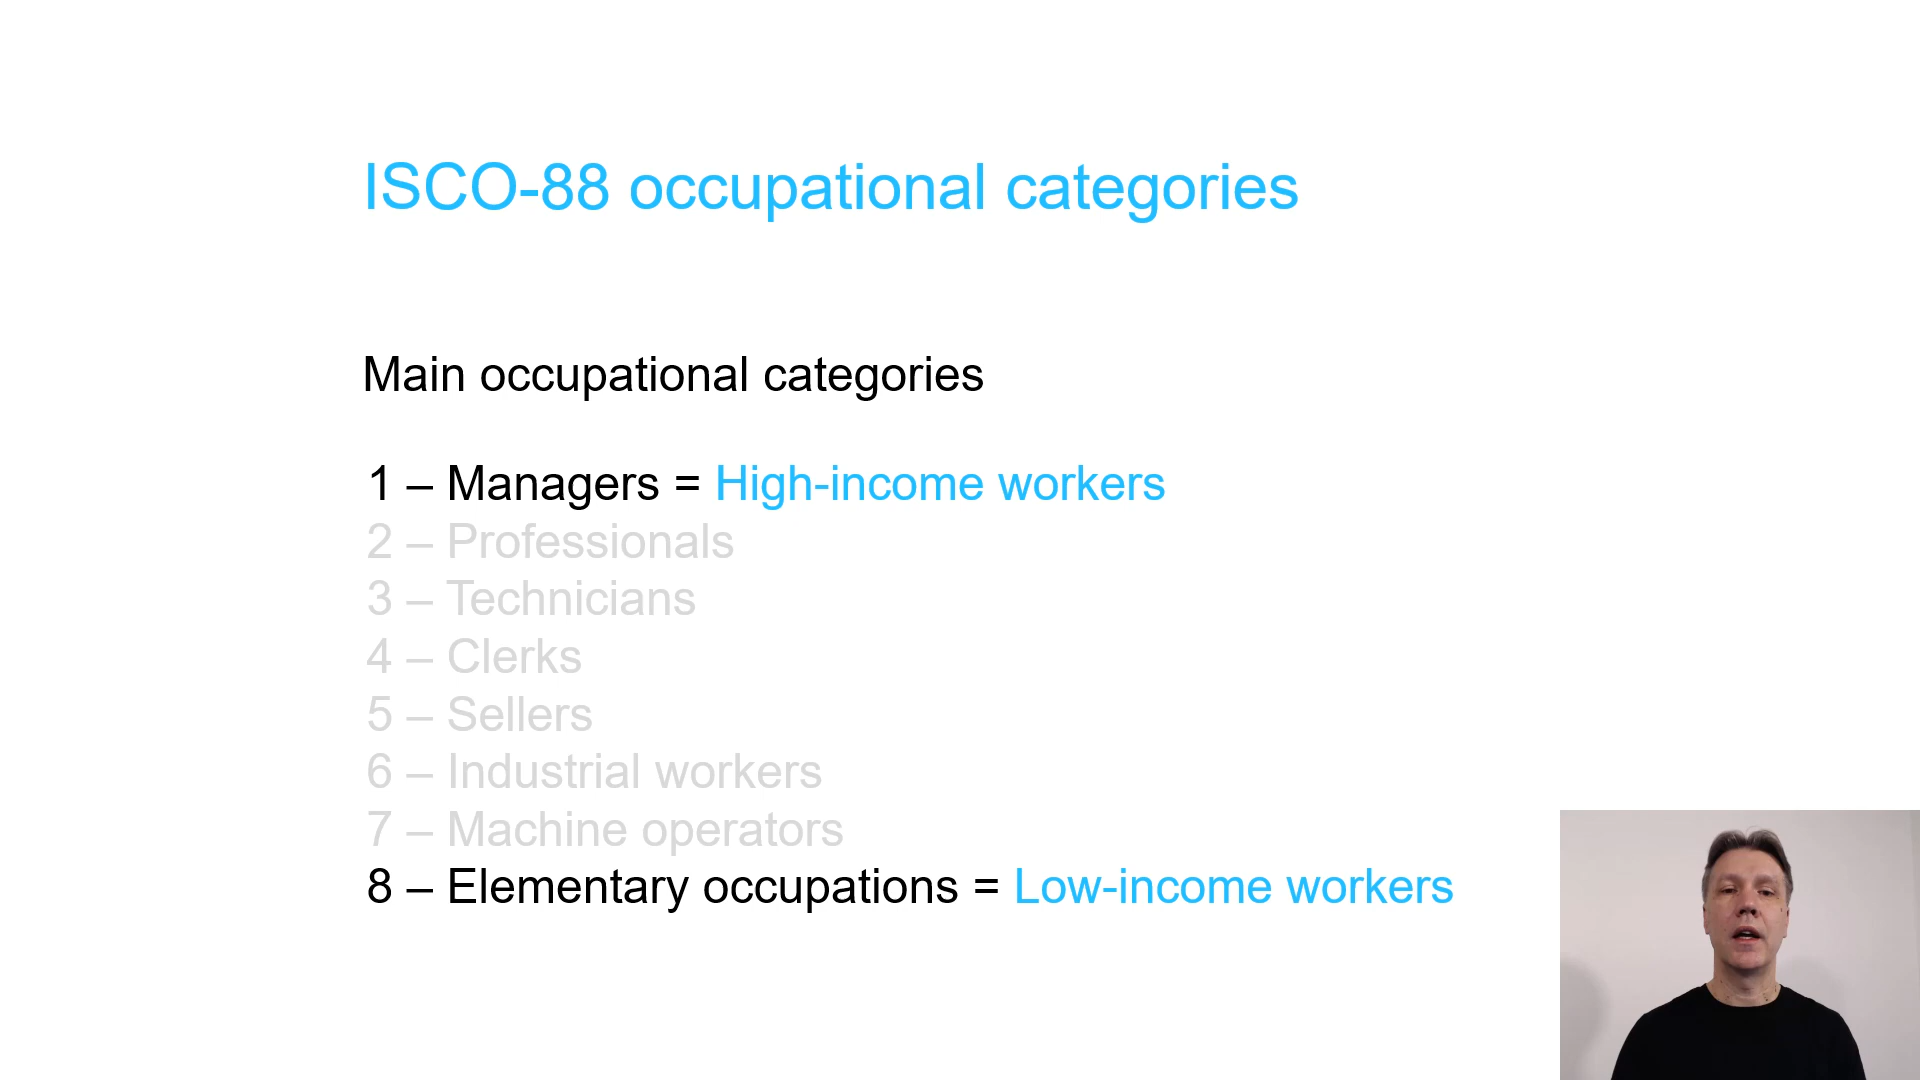 ISCO-88 occupational categories
Main occupational categories
1 – Managers = High-income workers
2 – Professionals
3 – Technicians
4 – Clerks
5 – Sellers
6 – Industrial workers
7 – Machine operators
8 – Elementary occupations = Low-income workers